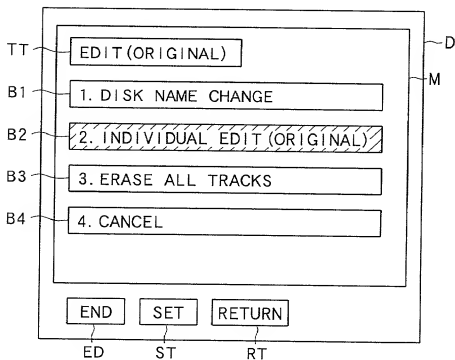 TT EDIT(ORIGINAL) D
M
B1 1. DISK NAME CHANGE
B2 2. INDIVIDUAL EDIT(ORIGINAL)
B3 3. ERASE ALL TRACKS
B4 4. CANCEL
END SET RETURN
ED ST RT